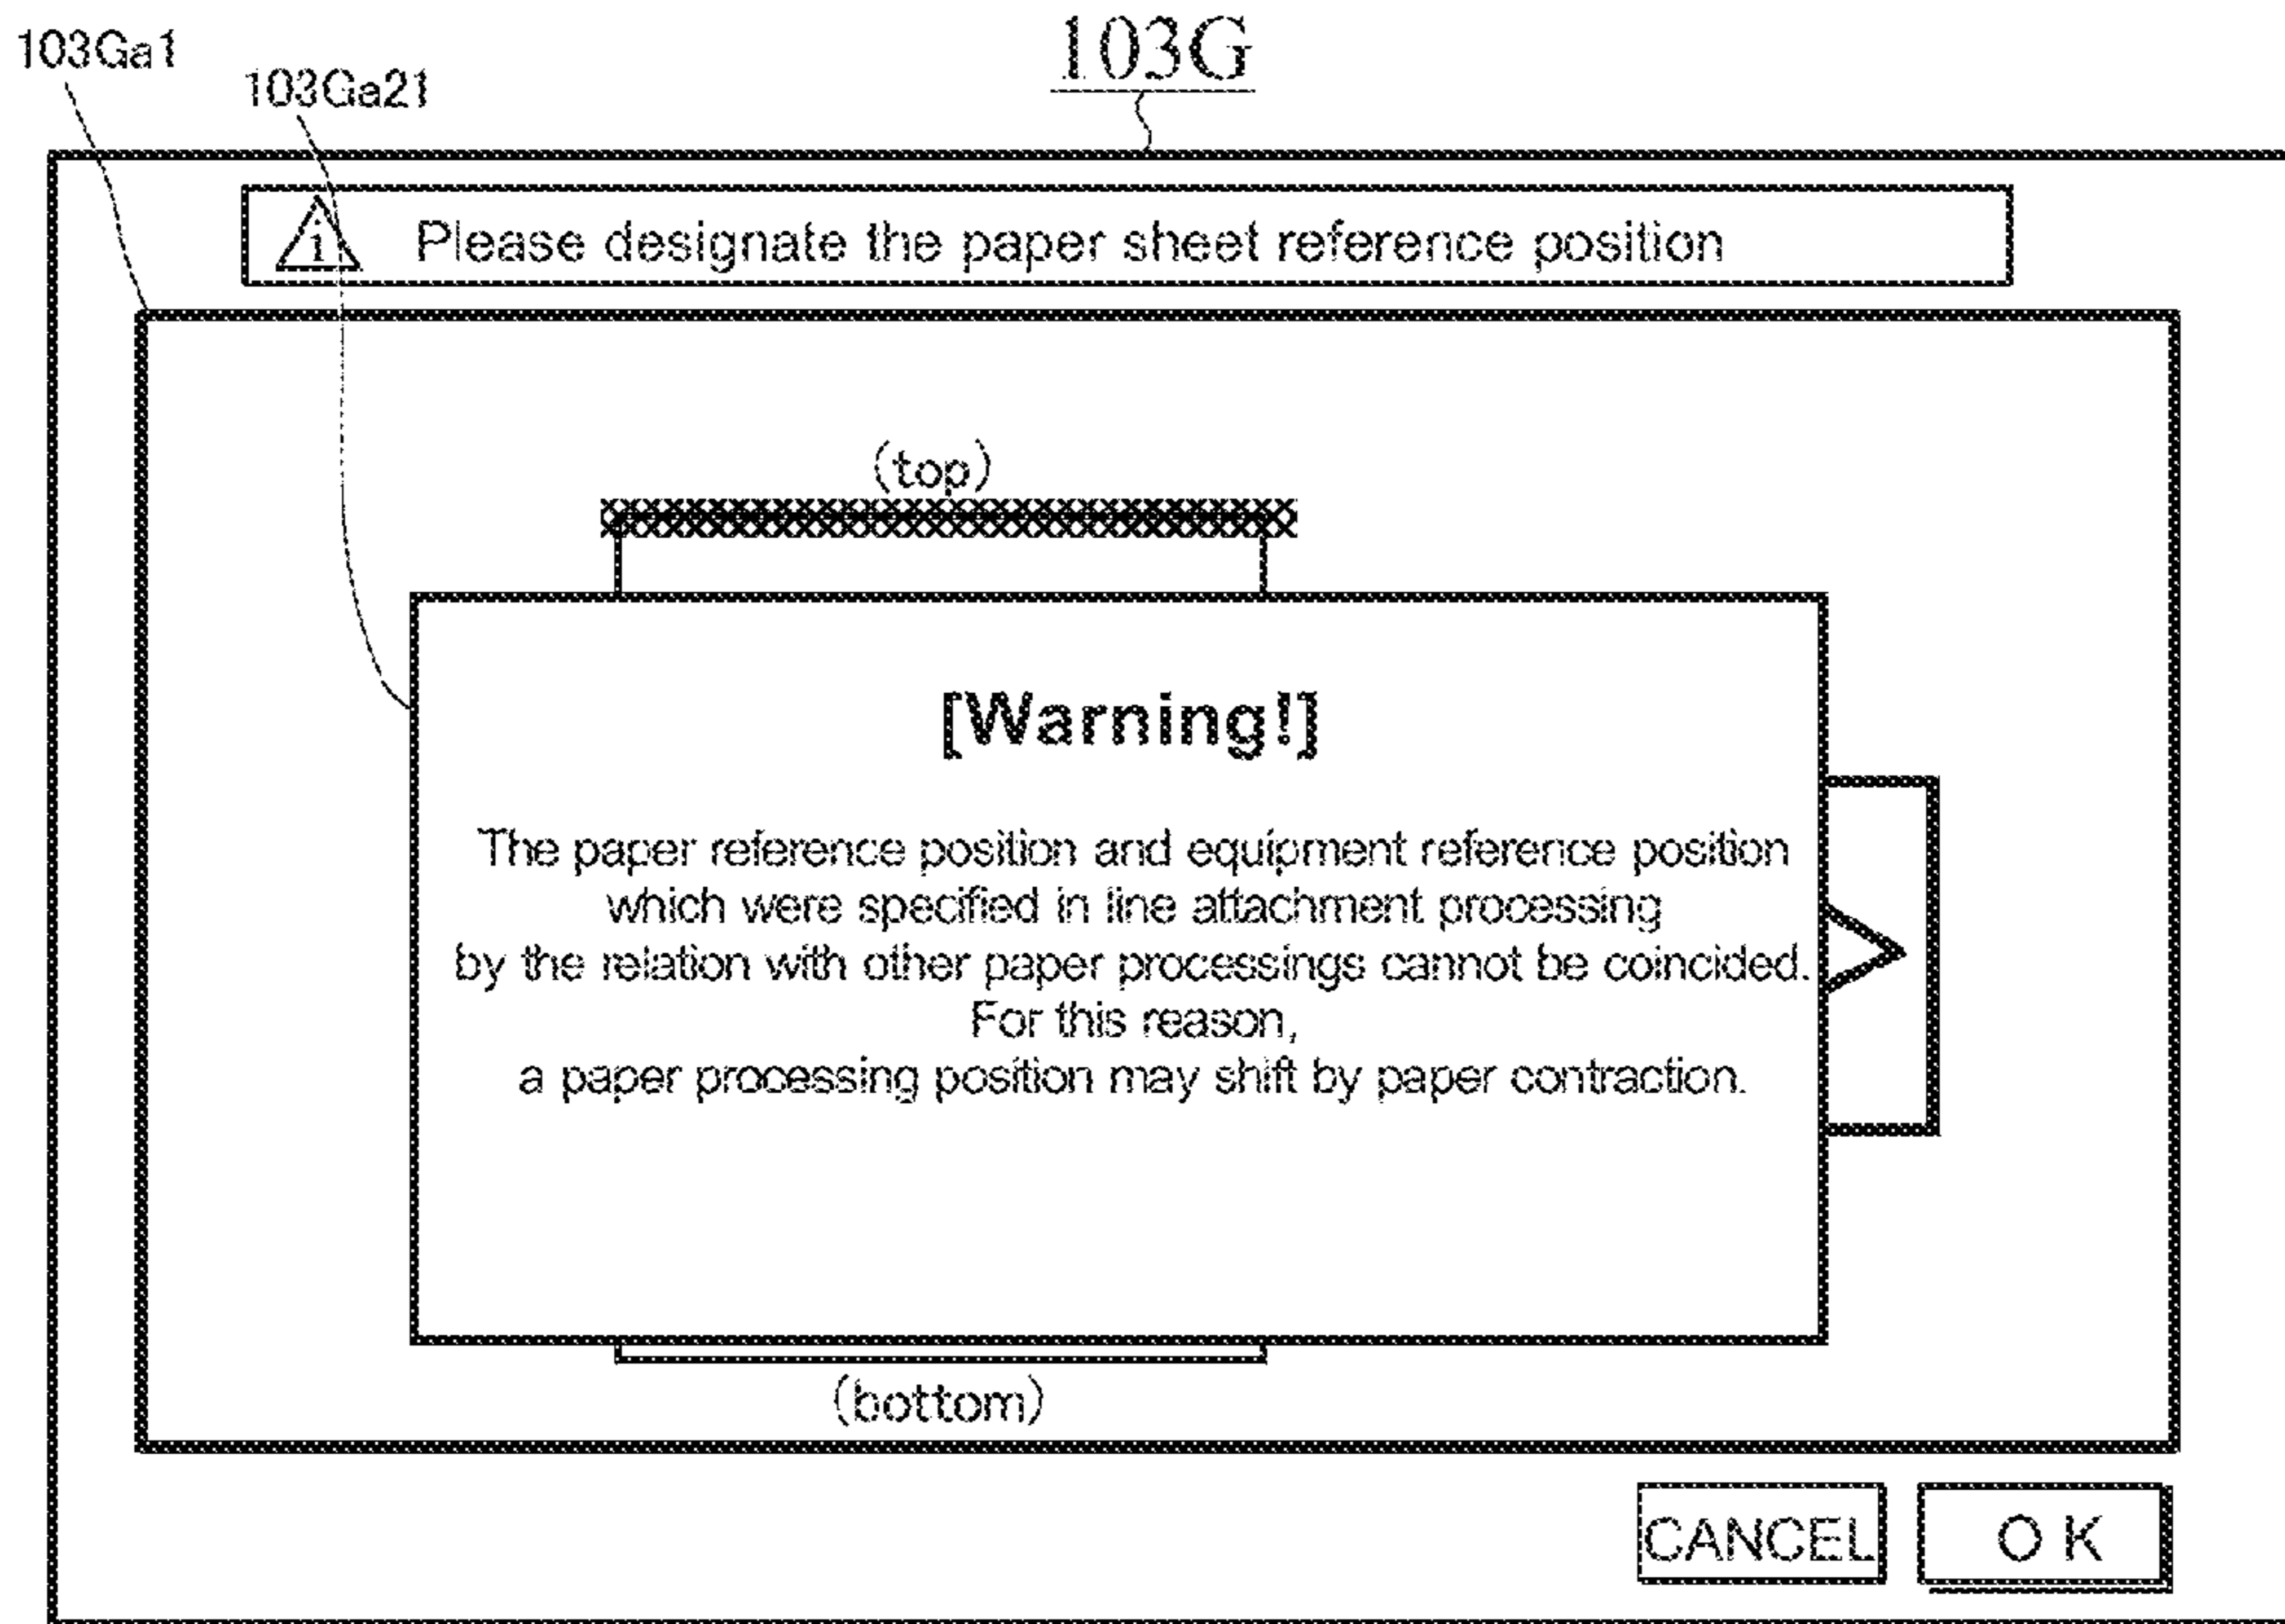 103G
103Ga1
103Ga21
i Please designate the paper sheet reference position
(top)
[Warning!]
The paper reference position and equipment reference position
which were specified in line attachment processing
by the relation with other paper processings cannot be coincided.
For this reason,
a paper processing position may shift by paper contraction.
(bottom)
CANCEL
OK